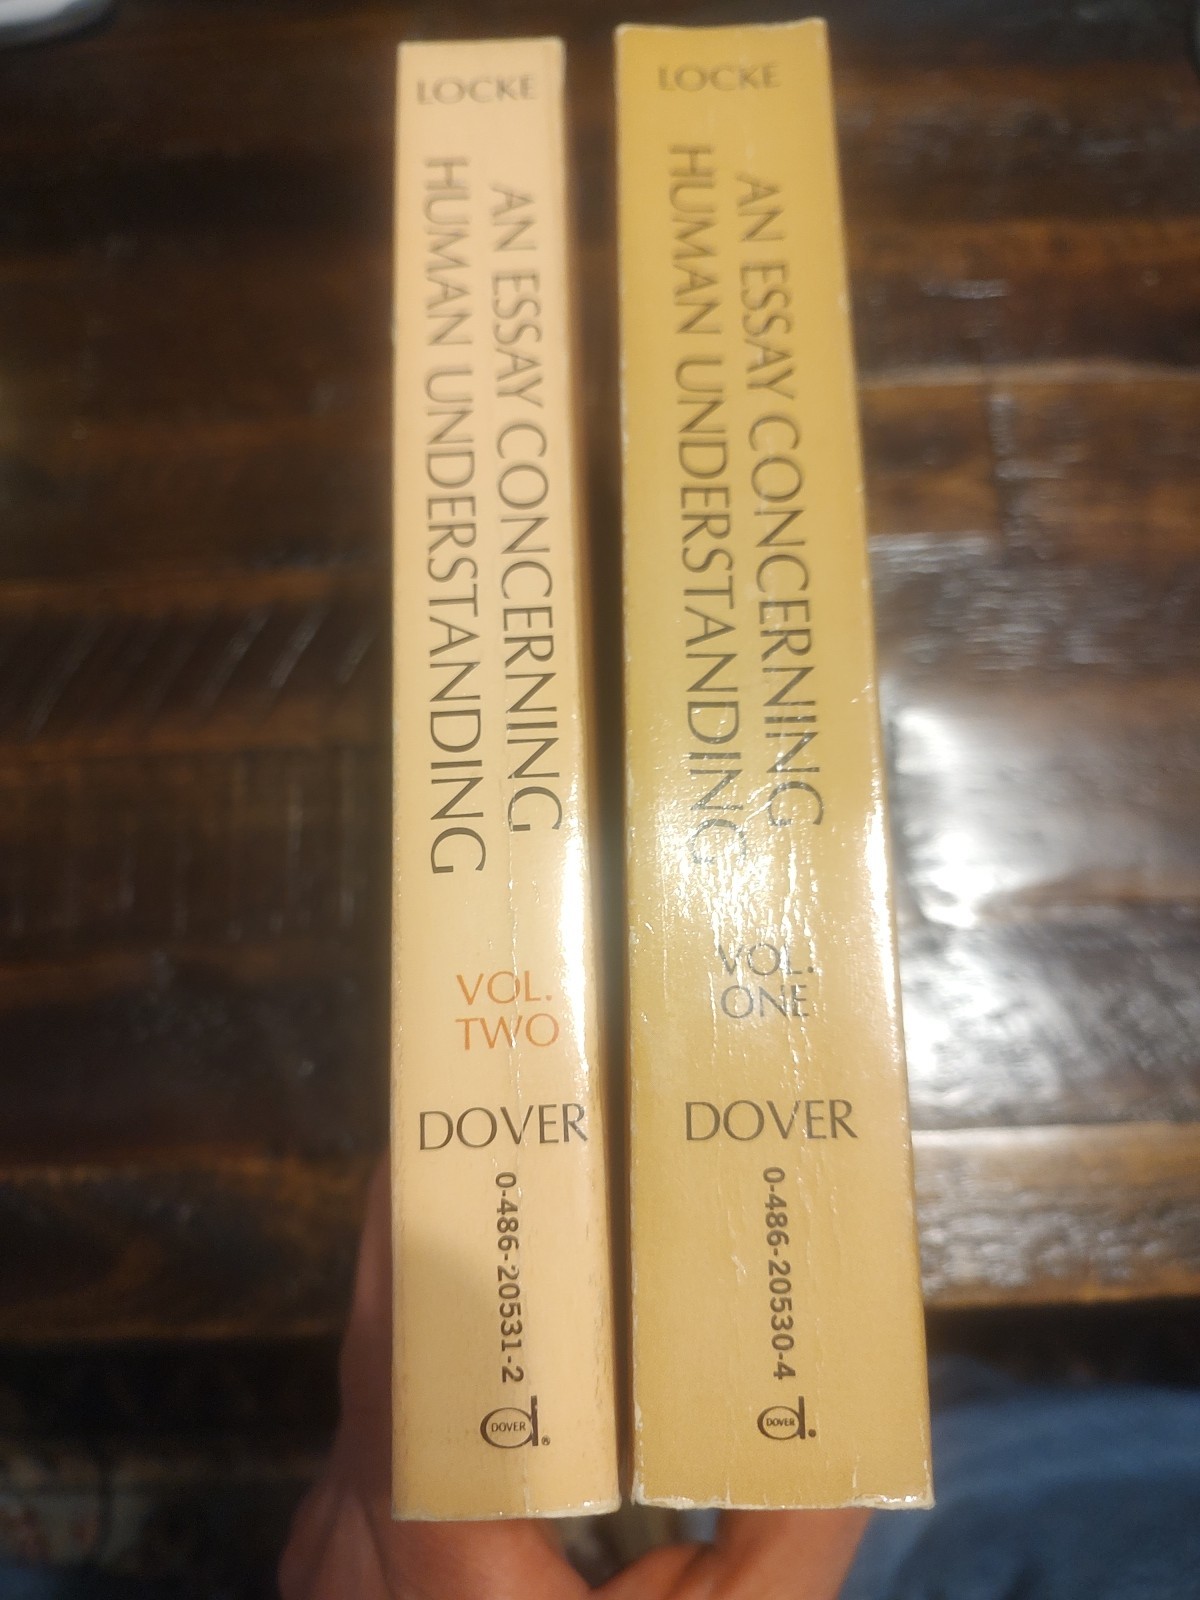 LOCKE
AN ESSAY CONCERNING
HUMAN UNDERSTANDING
VOL.
TWO
DOVER
0-486-20531-2
DOVER
®
LOCKE
AN ESSAY CONCERNING
HUMAN UNDERSTANDING
VOL.
ONE
DOVER
0-486-20530-4
DOVER